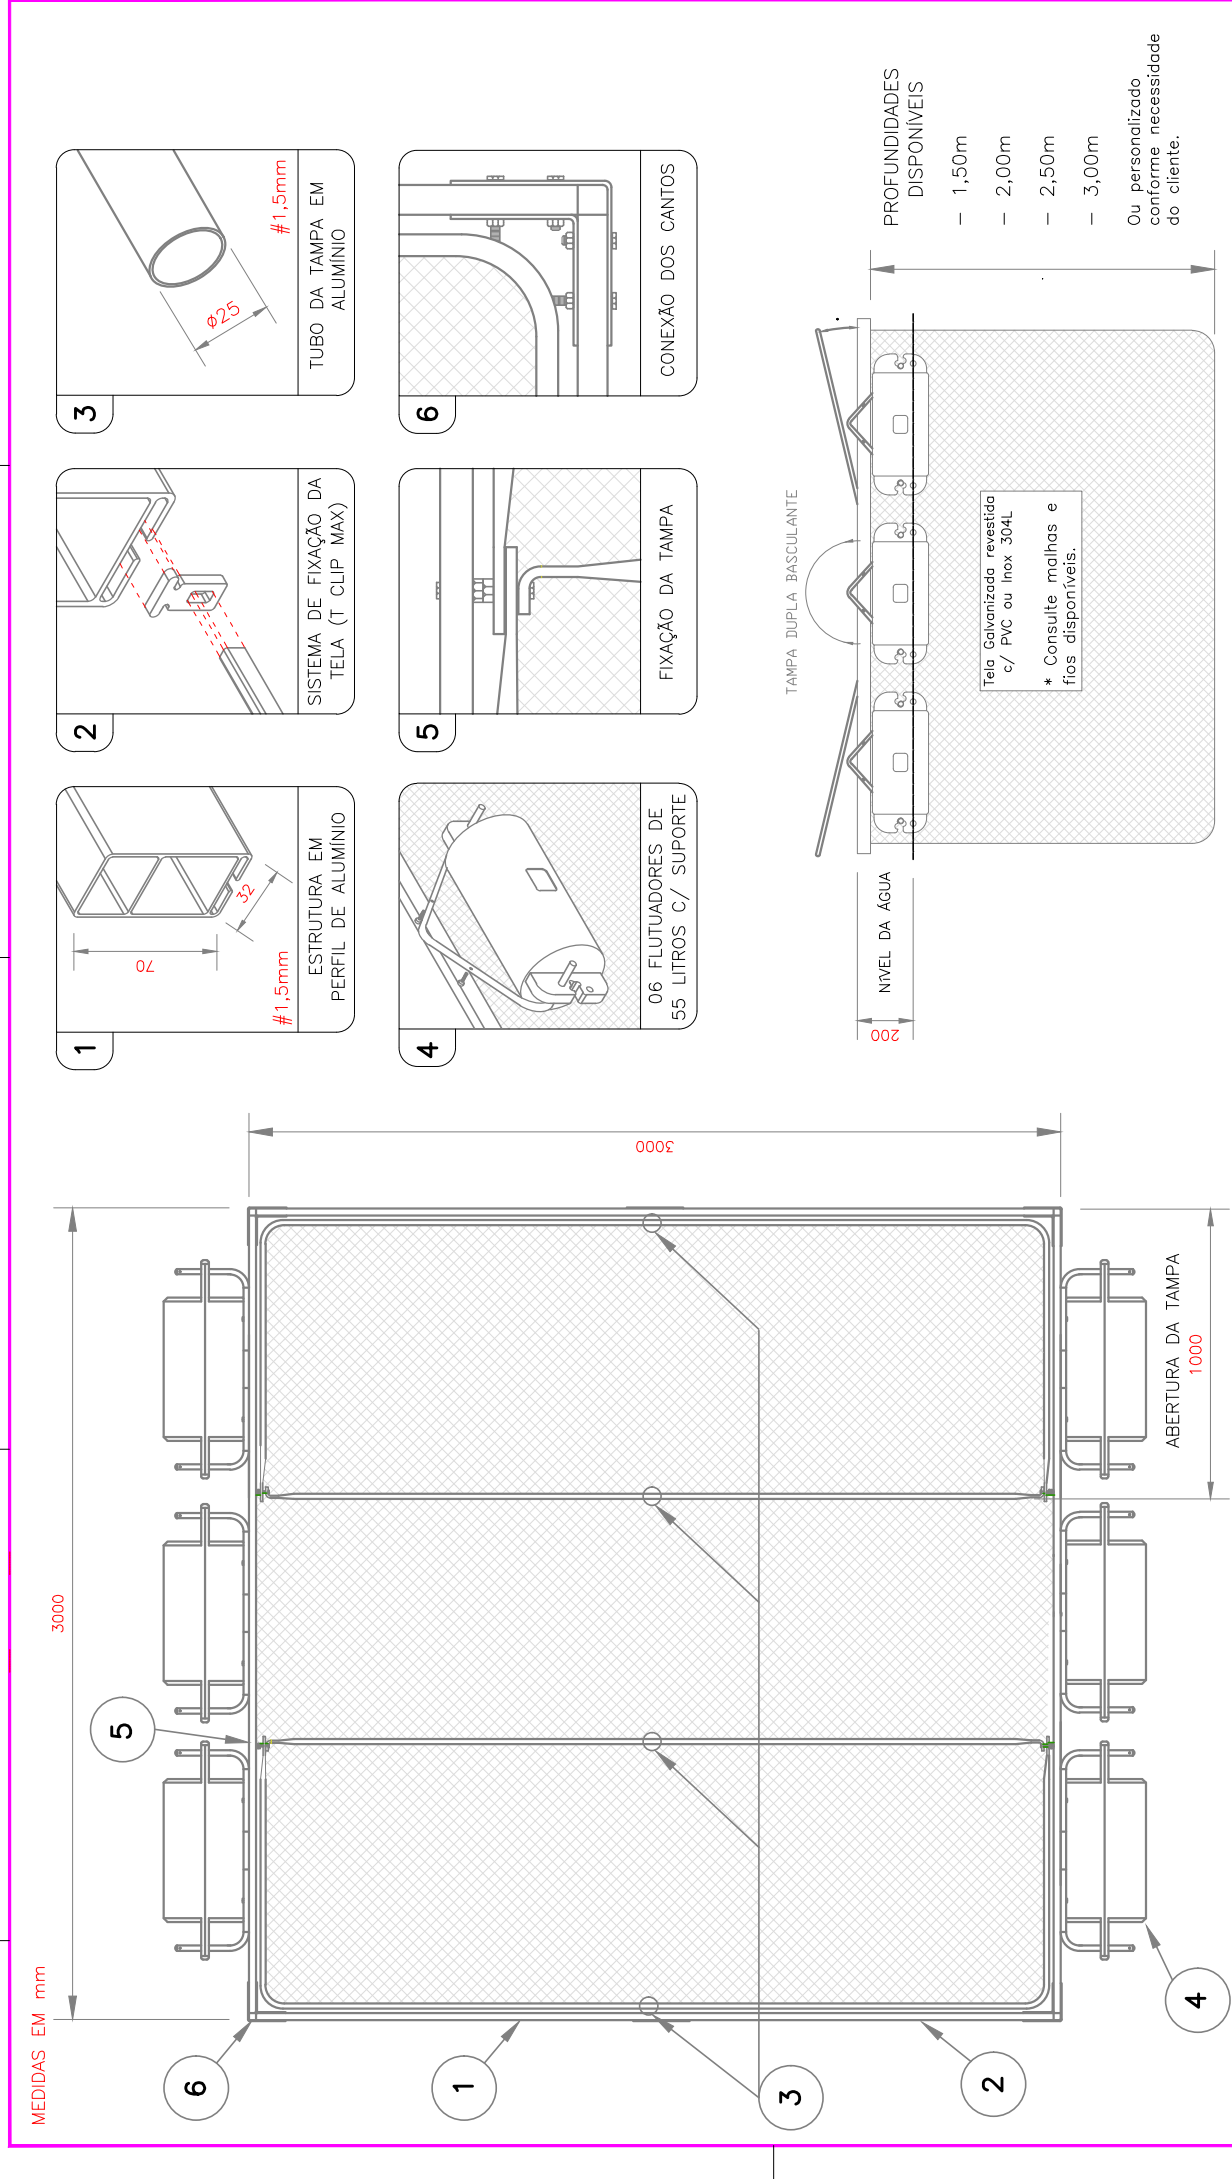 MEDIDAS EM mm
3000
3000
ABERTURA DA TAMPA
1000
6
1
3
2
5
4
1
70
32
#1,5mm
ESTRUTURA EM
PERFIL DE ALUMÍNIO
2
SISTEMA DE FIXAÇÃO DA
TELA (T CLIP MAX)
3
Ø25
#1,5mm
TUBO DA TAMPA EM
ALUMÍNIO
4
06 FLUTUADORES DE
55 LITROS C/ SUPORTE
5
FIXAÇÃO DA TAMPA
6
CONEXÃO DOS CANTOS
TAMPA DUPLA BASCULANTE
200
NíVEL DA ÁGUA
Tela Galvanizada revestida
c/ PVC ou Inox 304L
* Consulte malhas e
fios disponíveis.
PROFUNDIDADES
DISPONÍVEIS
- 1,50m
- 2,00m
- 2,50m
- 3,00m
Ou personalizado
conforme necessidade
do cliente.